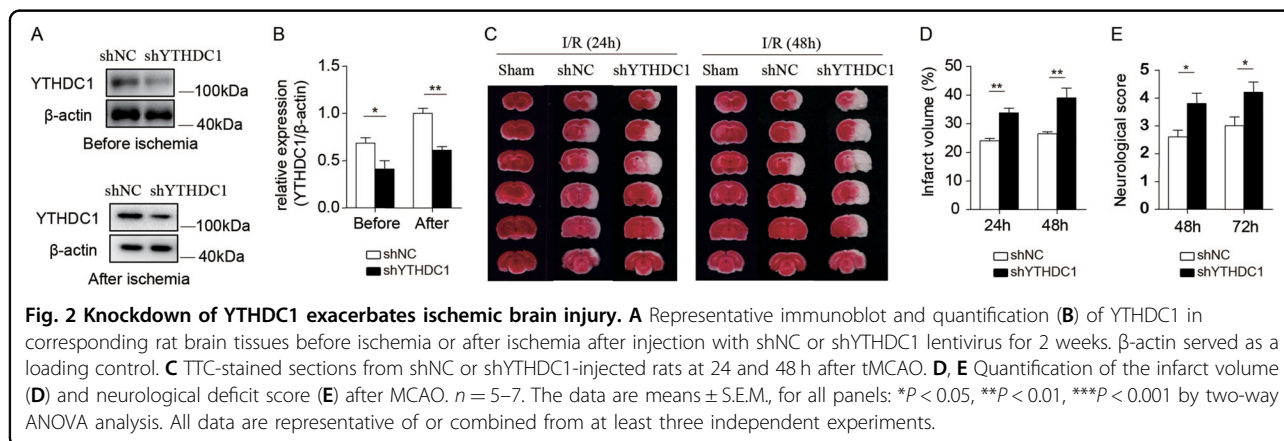 A
shNC shYTHDC1
YTHDC1
—100kDa
β-actin
—40kDa
Before ischemia
shNC shYTHDC1
YTHDC1
—100kDa
β-actin
—40kDa
After ischemia
B
relative expression
(YTHDC1/β-actin)
1.5
1.0
0.5
0.0
*
**
Before After
shNC
shYTHDC1
C
I/R (24h) I/R (48h)
Sham shNC shYTHDC1 Sham shNC shYTHDC1
D
Infarct volume (%)
60
40
20
0
**
**
24h 48h
shNC
shYTHDC1
E
Neurological score
5
4
3
2
1
0
*
*
48h 72h
shNC
shYTHDC1
Fig. 2 Knockdown of YTHDC1 exacerbates ischemic brain injury. A Representative immunoblot and quantification (B) of YTHDC1 in
corresponding rat brain tissues before ischemia or after ischemia after injection with shNC or shYTHDC1 lentivirus for 2 weeks. β-actin served as a
loading control. C TTC-stained sections from shNC or shYTHDC1-injected rats at 24 and 48 h after tMCAO. D, E Quantification of the infarct volume
(D) and neurological deficit score (E) after MCAO. n = 5–7. The data are means ± S.E.M., for all panels: *P < 0.05, **P < 0.01, ***P < 0.001 by two-way
ANOVA analysis. All data are representative of or combined from at least three independent experiments.